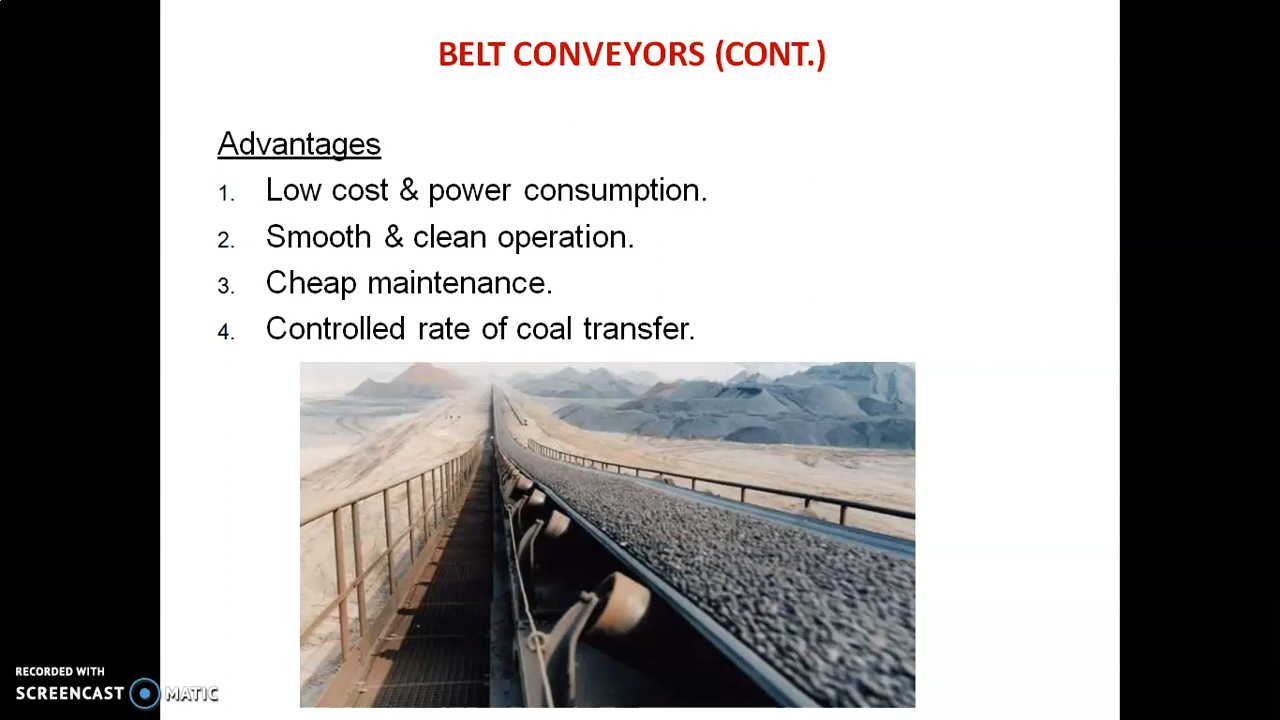 BELT CONVEYORS (CONT.)
Advantages
1. Low cost & power consumption.
2. Smooth & clean operation.
3. Cheap maintenance.
4. Controlled rate of coal transfer.
RECORDED WITH
SCREENCAST MATIC